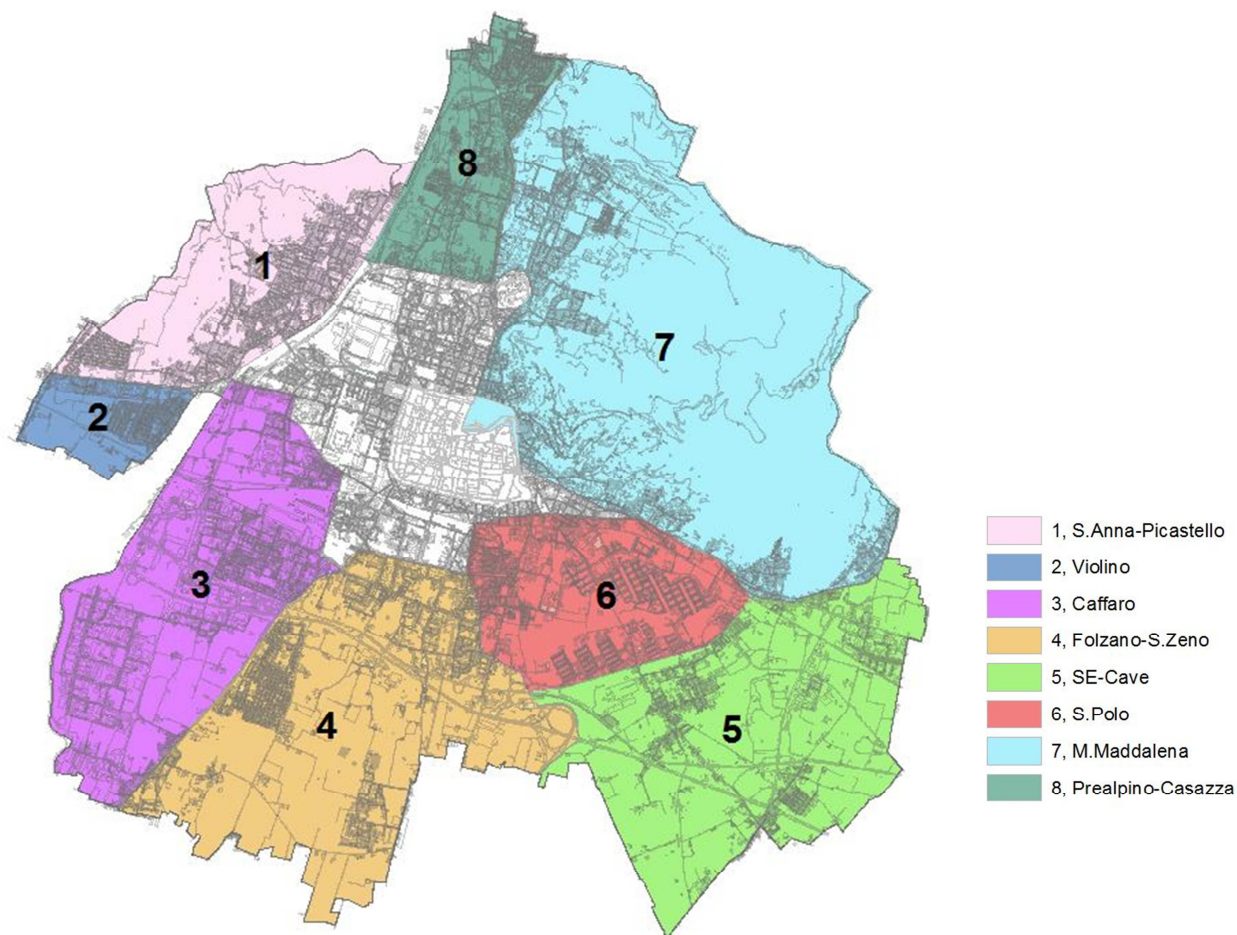 8
1
7
2
3
6
4
5
1, S.Anna-Picastello
2, Violino
3, Caffaro
4, Folzano-S.Zeno
5, SE-Cave
6, S.Polo
7, M.Maddalena
8, Prealpino-Casazza